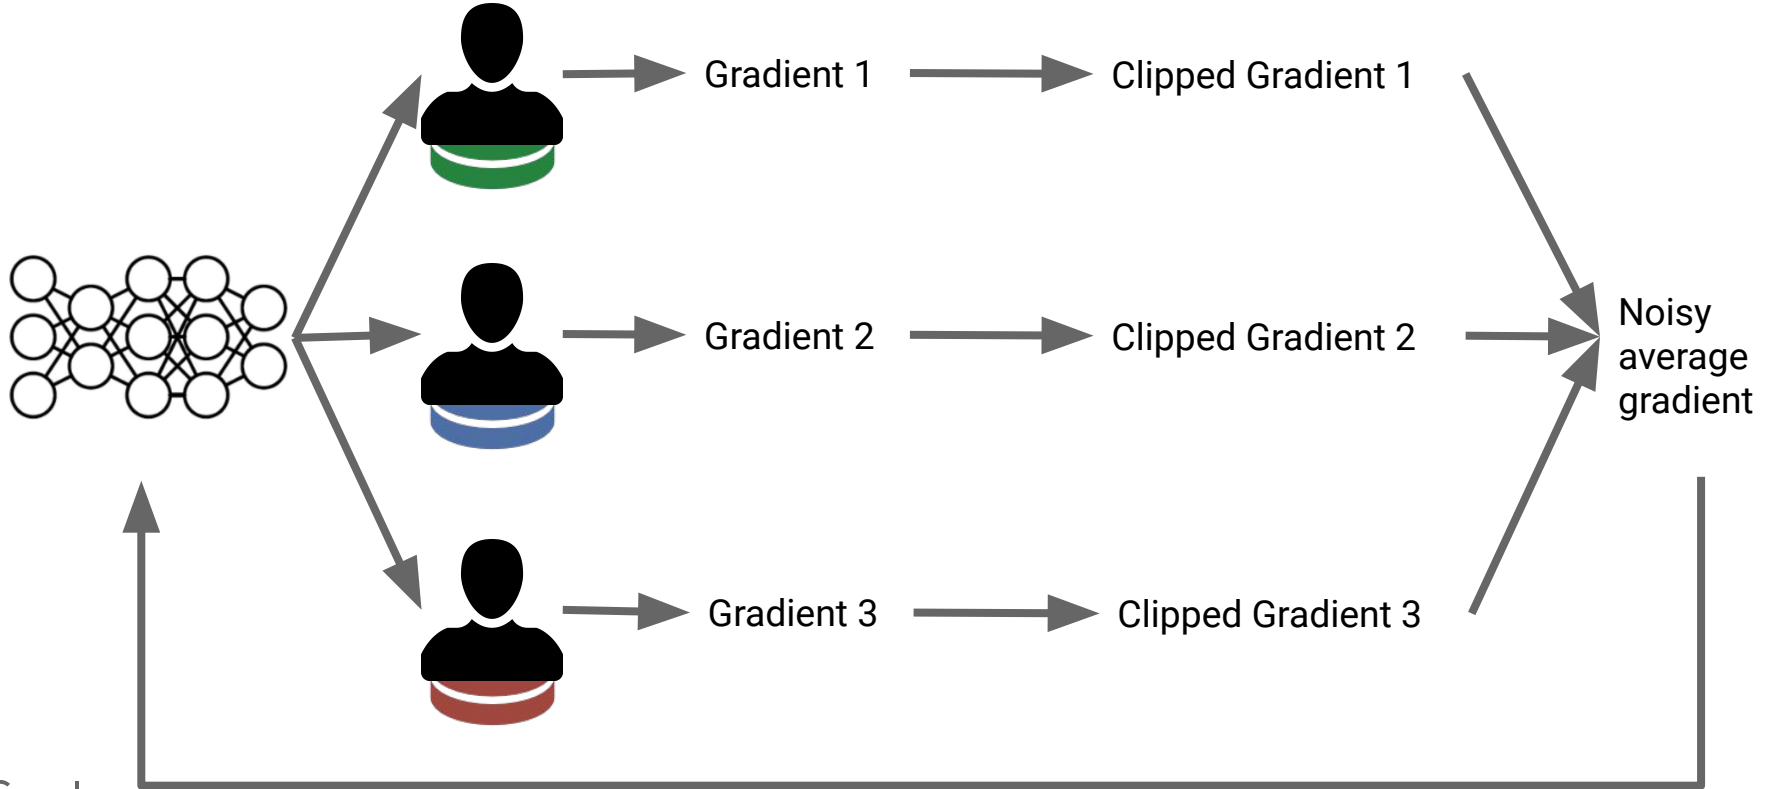 Gradient 1
Clipped Gradient 1
Gradient 2
Clipped Gradient 2
Noisy
average
gradient
Gradient 3
Clipped Gradient 3